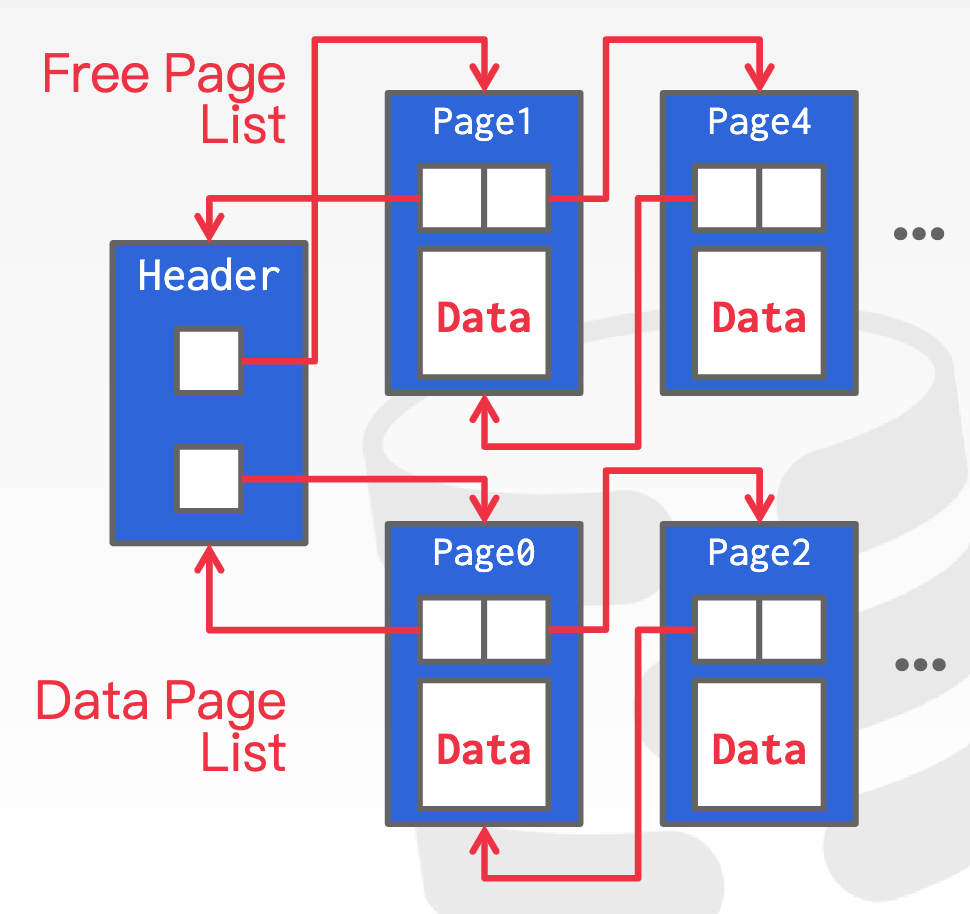 Free Page
List
Page1
Page4
Header
Data
Data
•••
Page0
Page2
Data Page
List
Data
Data
•••